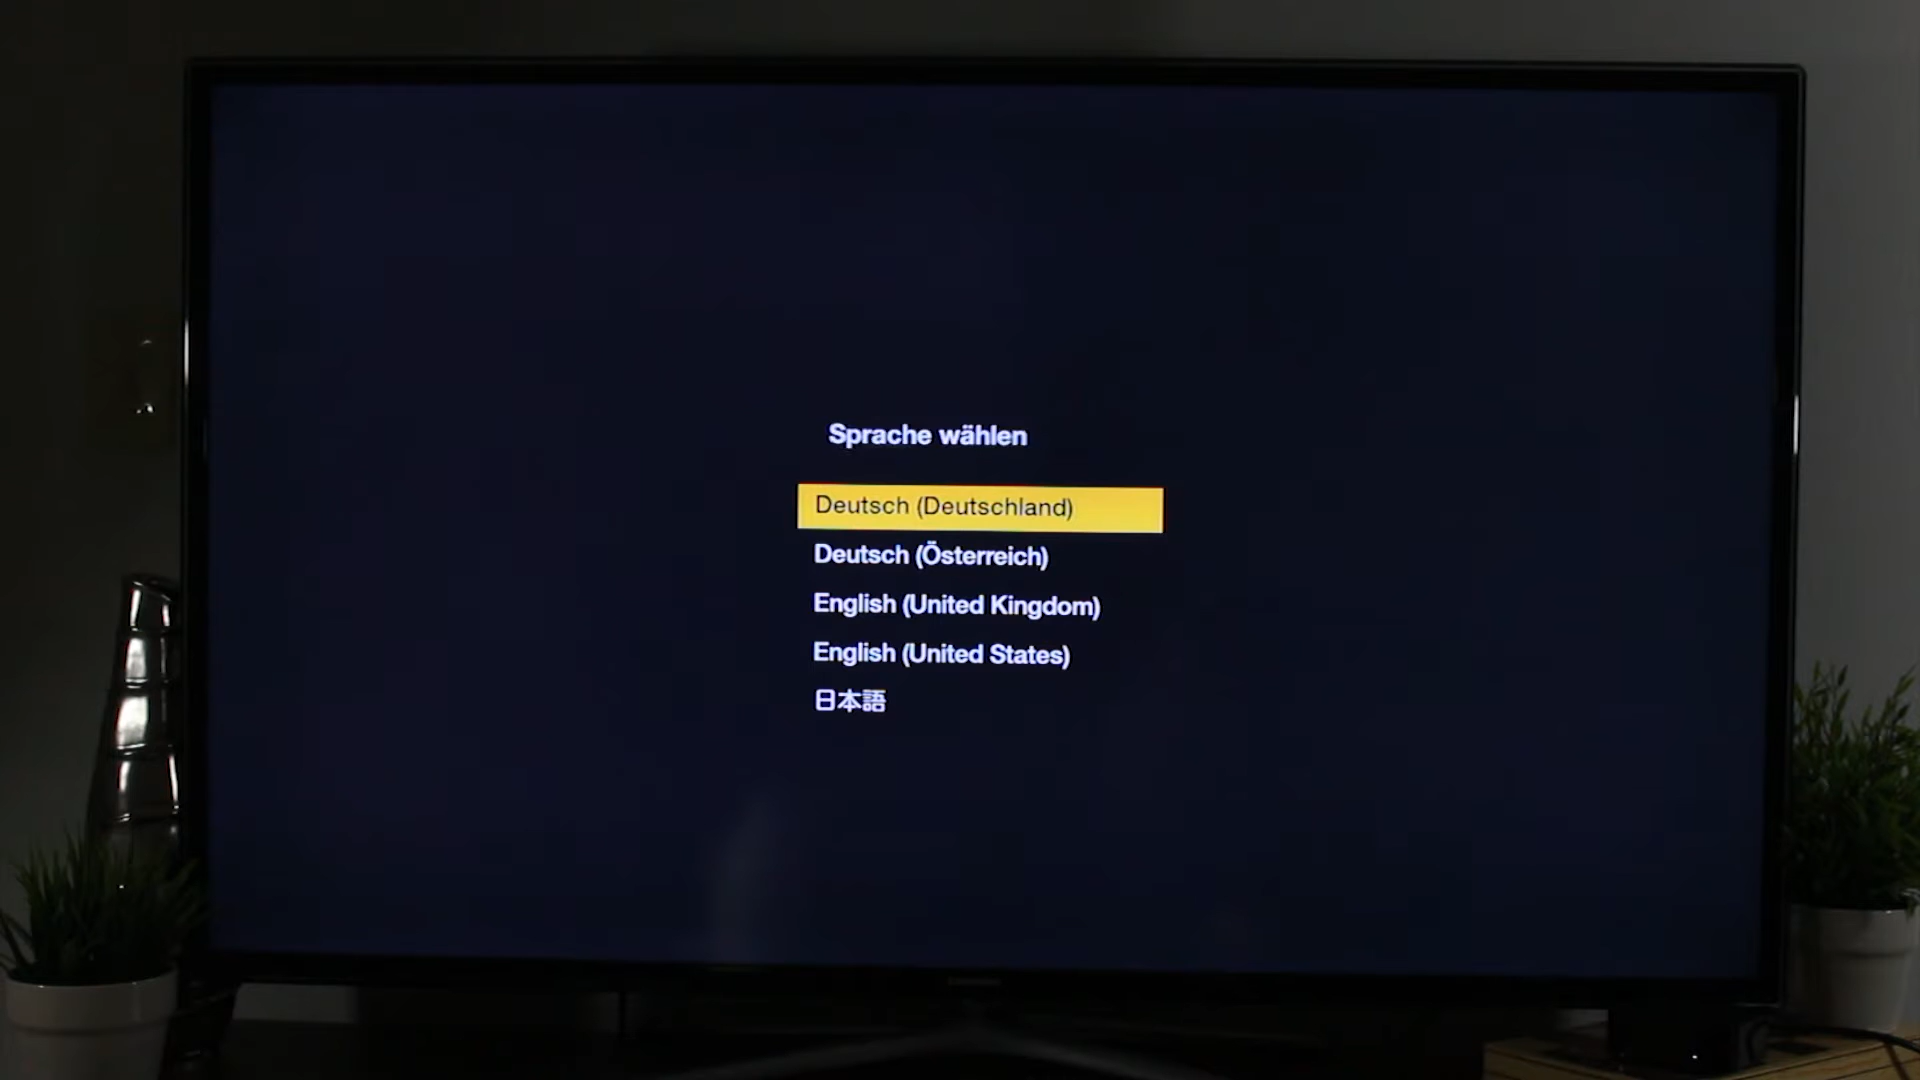 Sprache wählen
Deutsch (Deutschland)
Deutsch (Österreich)
English (United Kingdom)
English (United States)
日本語